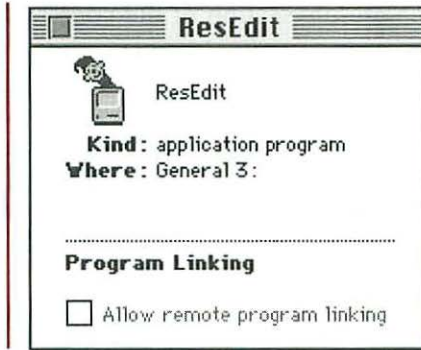 ResEdit
ResEdit
Kind: application program
Where: General 3:
Program Linking
Allow remote program linking